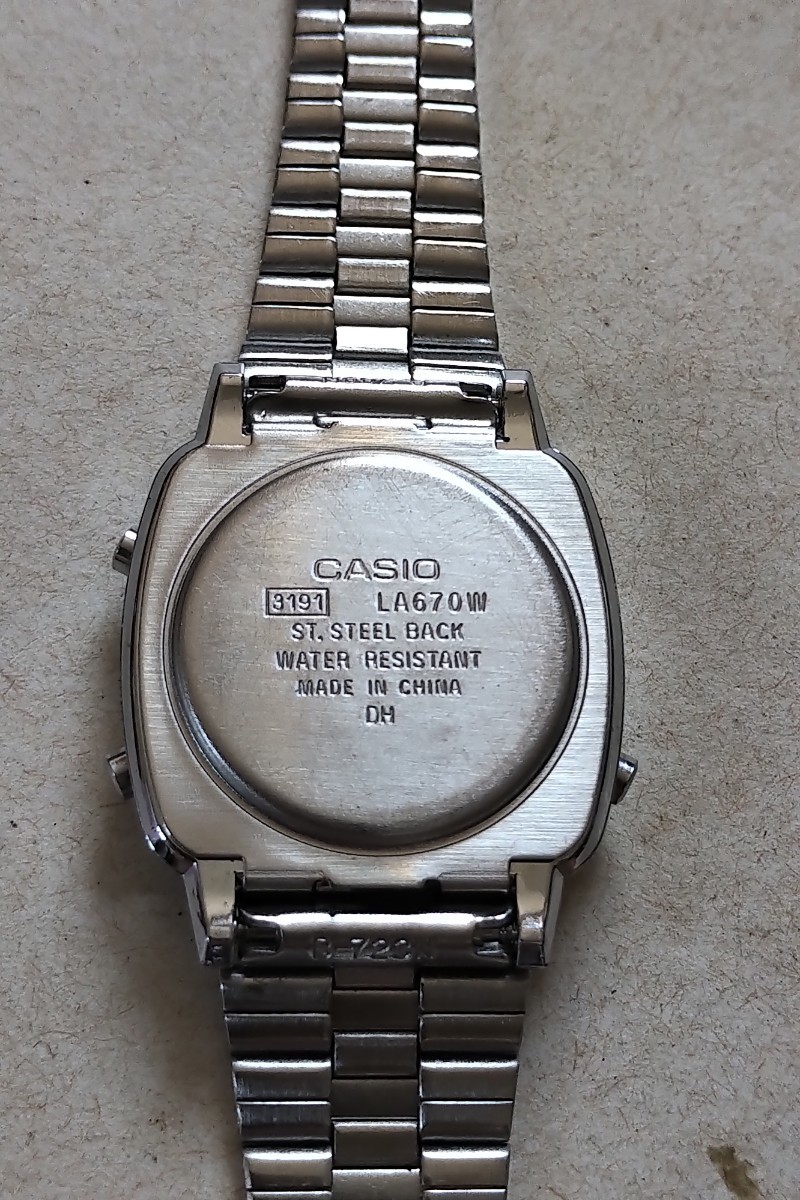 CASIO
3191 LA670W
ST. STEEL BACK
WATER RESISTANT
MADE IN CHINA
DH